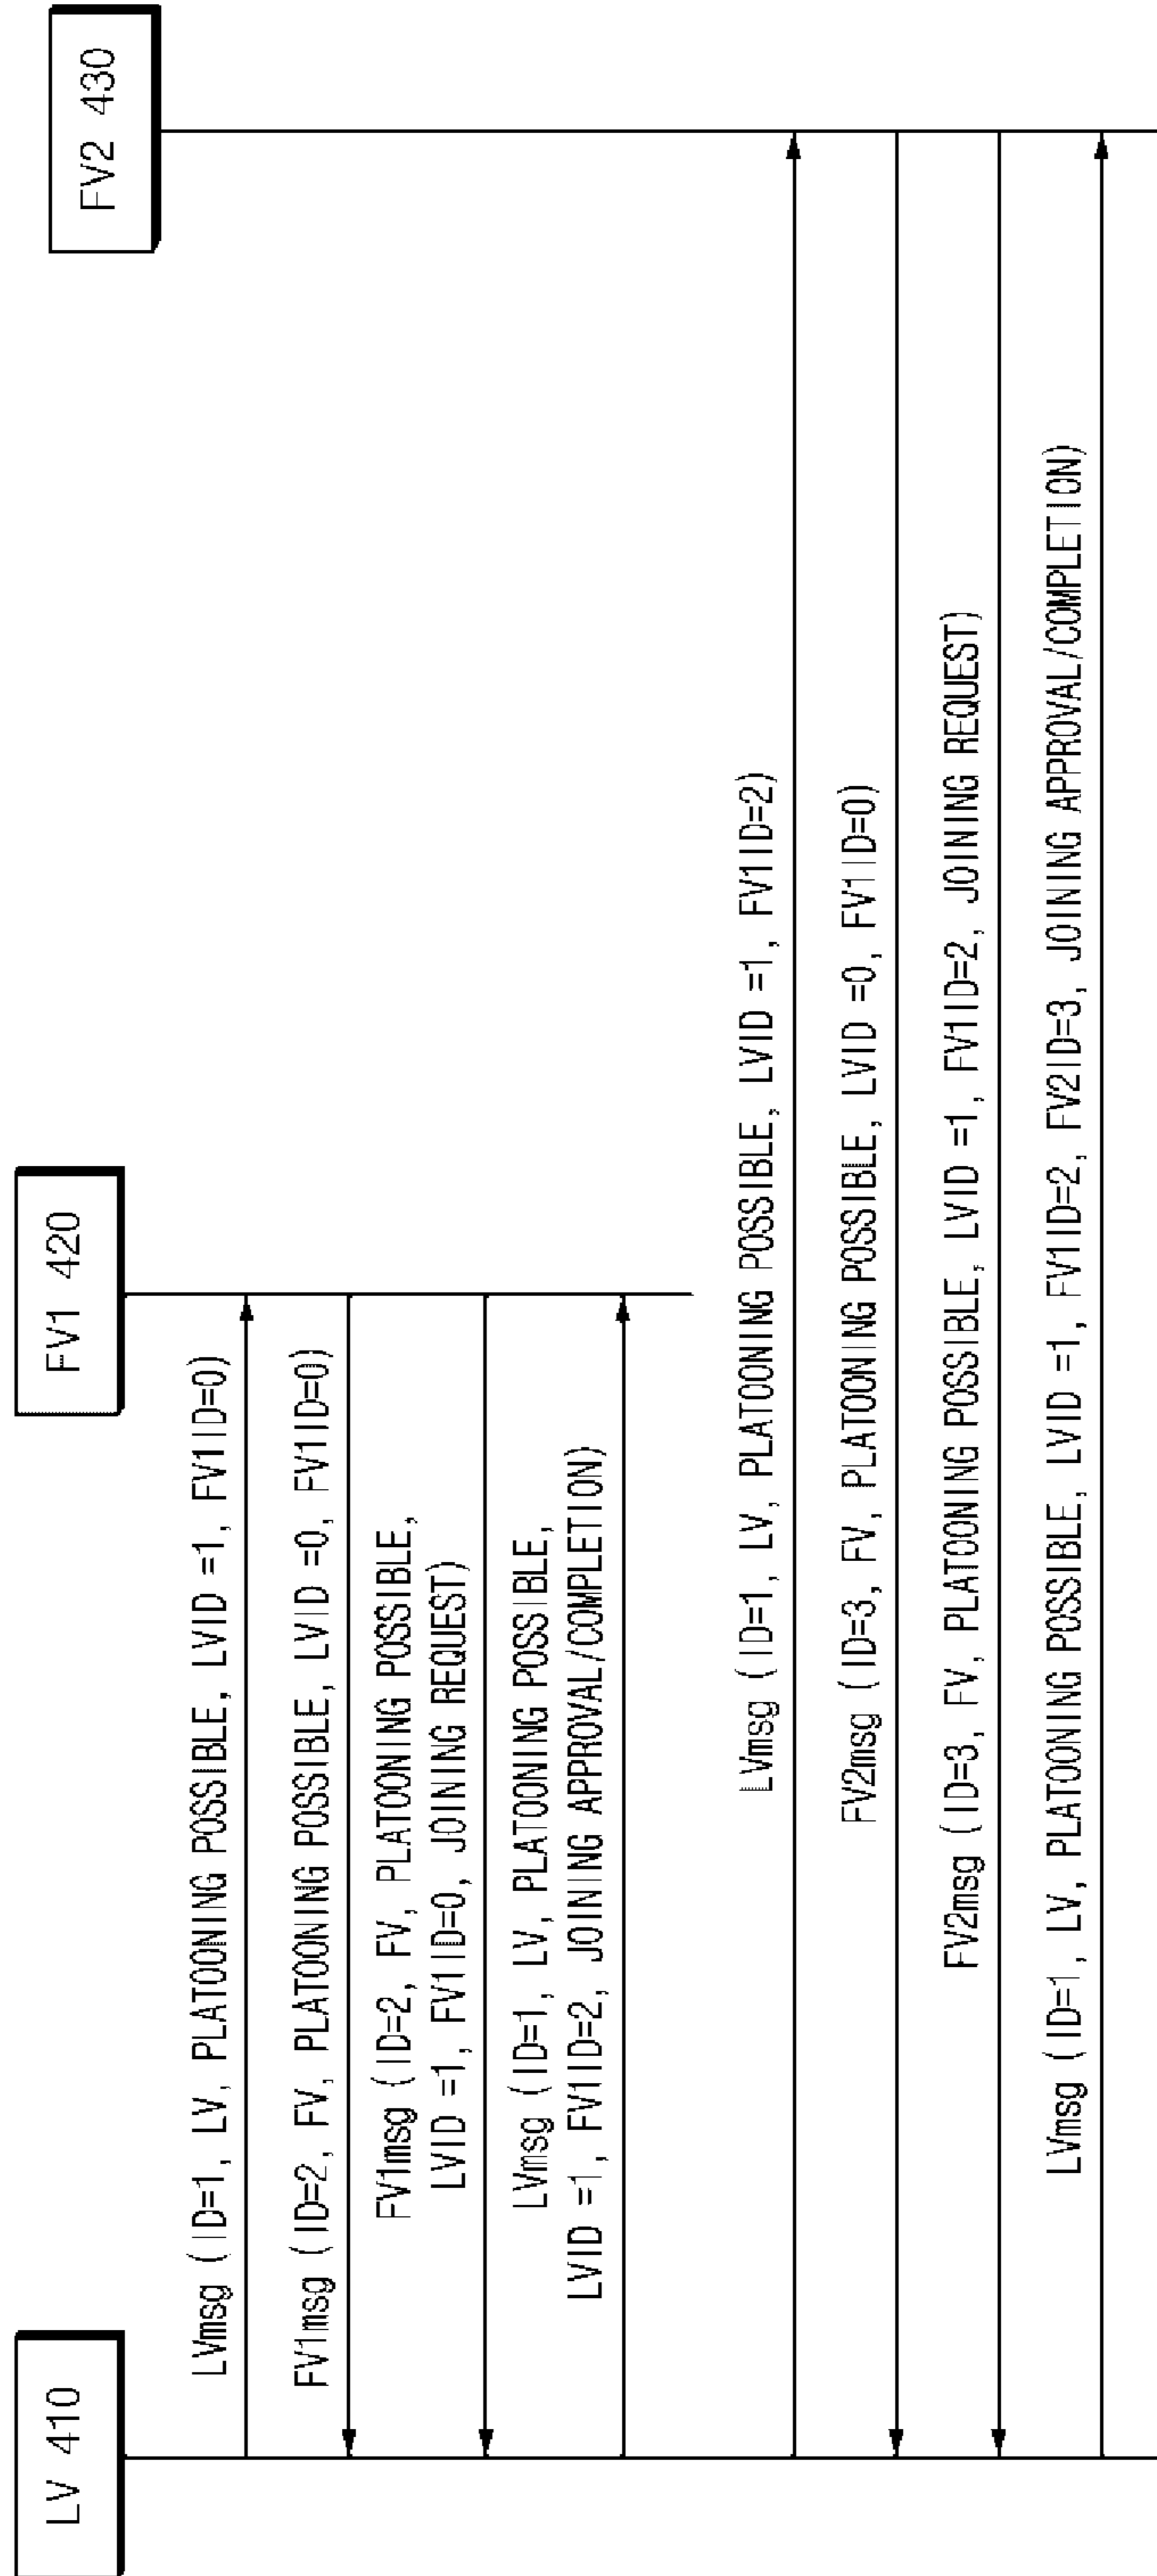 LV 410
FV1 420
FV2 430
LVmsg (ID=1, LV, PLATOONING POSSIBLE, LVID =1, FV1ID=0)
FV1msg (ID=2, FV, PLATOONING POSSIBLE, LVID =0, FV1ID=0)
FV1msg (ID=2, FV, PLATOONING POSSIBLE,
LVID =1, FV1ID=0, JOINING REQUEST)
LVmsg (ID=1, LV, PLATOONING POSSIBLE,
LVID =1, FV1ID=2, JOINING APPROVAL/COMPLETION)
LVmsg (ID=1, LV, PLATOONING POSSIBLE, LVID =1, FV1ID=2)
FV2msg (ID=3, FV, PLATOONING POSSIBLE, LVID =0, FV1ID=0)
FV2msg (ID=3, FV, PLATOONING POSSIBLE, LVID =1, FV1ID=2, JOINING REQUEST)
LVmsg (ID=1, LV, PLATOONING POSSIBLE, LVID =1, FV1ID=2, FV2ID=3, JOINING APPROVAL/COMPLETION)